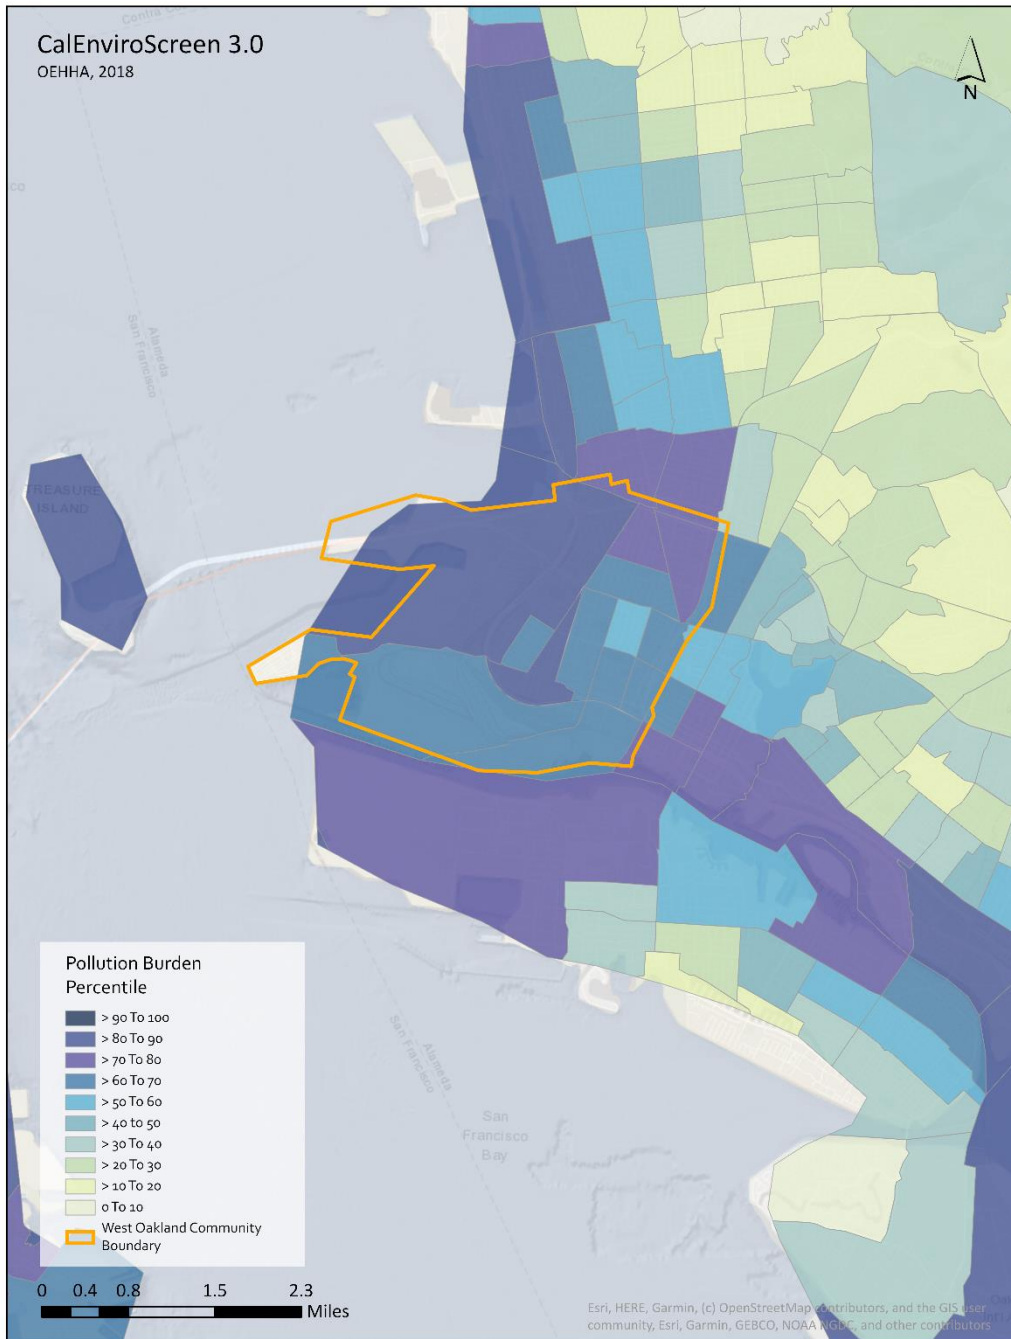 CalEnviroScreen 3.0
OEHHA, 2018
N
Alameda
San Francisco
TREASURE
ISLAND
Alameda
San Francisco
San
Francisco
Bay
Pollution Burden
Percentile
> 90 To 100
> 80 To 90
> 70 To 80
> 60 To 70
> 50 To 60
> 40 to 50
> 30 To 40
> 20 To 30
> 10 To 20
0 To 10
West Oakland Community
Boundary
0 0.4 0.8 1.5 2.3
Miles
Esri, HERE, Garmin, (c) OpenStreetMap contributors, and the GIS user
community, Esri, Garmin, GEBCO, NOAA NGDC, and other contributors